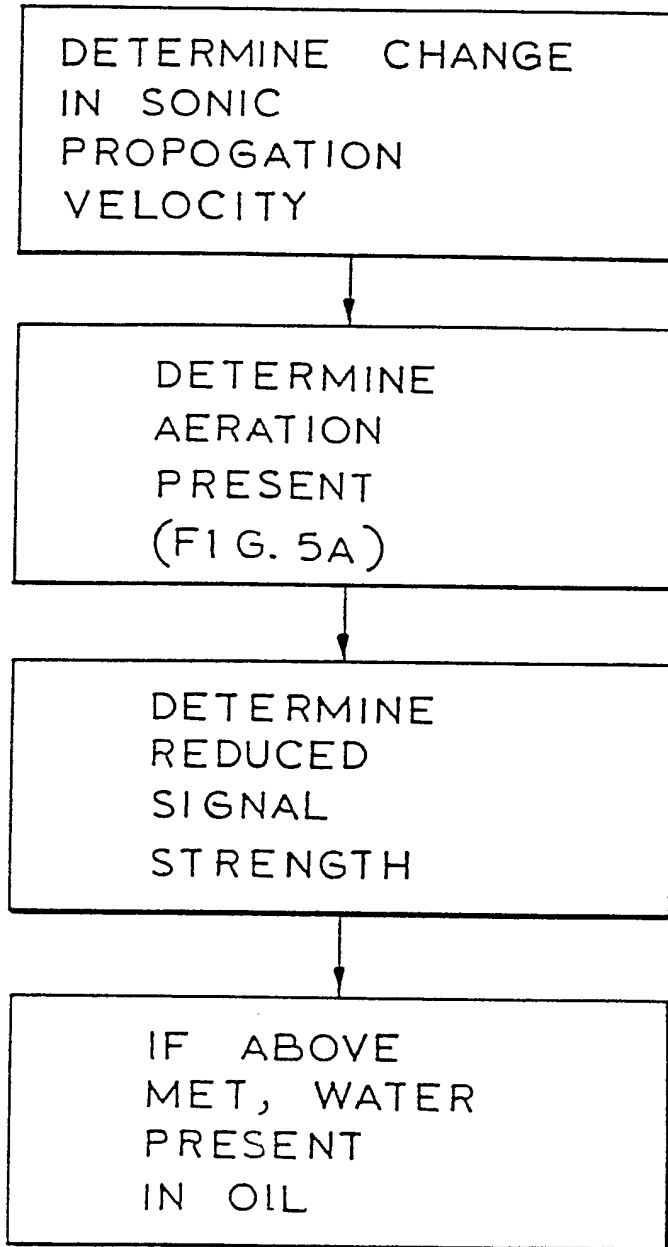 DETERMINE CHANGE
IN SONIC
PROPOGATION
VELOCITY
DETERMINE
AERATION
PRESENT
(FIG. 5A)
DETERMINE
REDUCED
SIGNAL
STRENGTH
IF ABOVE
MET, WATER
PRESENT
IN OIL